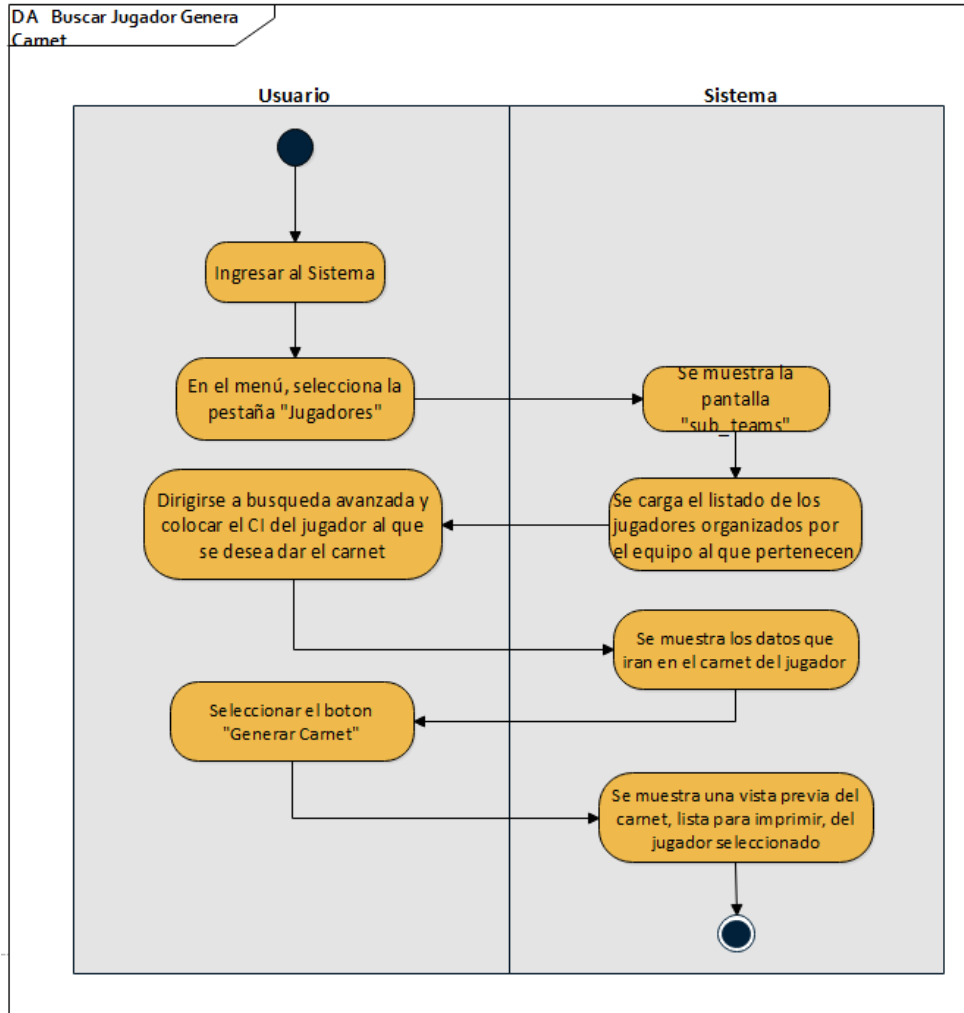 DA Buscar Jugador Genera
Carnet
Usuario
Sistema
Ingresar al Sistema
En el menú, selecciona la
pestaña "Jugadores"
Se muestra la
pantalla
"sub_teams"
Se carga el listado de los
jugadores organizados por
el equipo al que pertenecen
Dirigirse a busqueda avanzada y
colocar el CI del jugador al que
se desea dar el carnet
Se muestra los datos que
iran en el carnet del jugador
Seleccionar el boton
"Generar Carnet"
Se muestra una vista previa del
carnet, lista para imprimir, del
jugador seleccionado